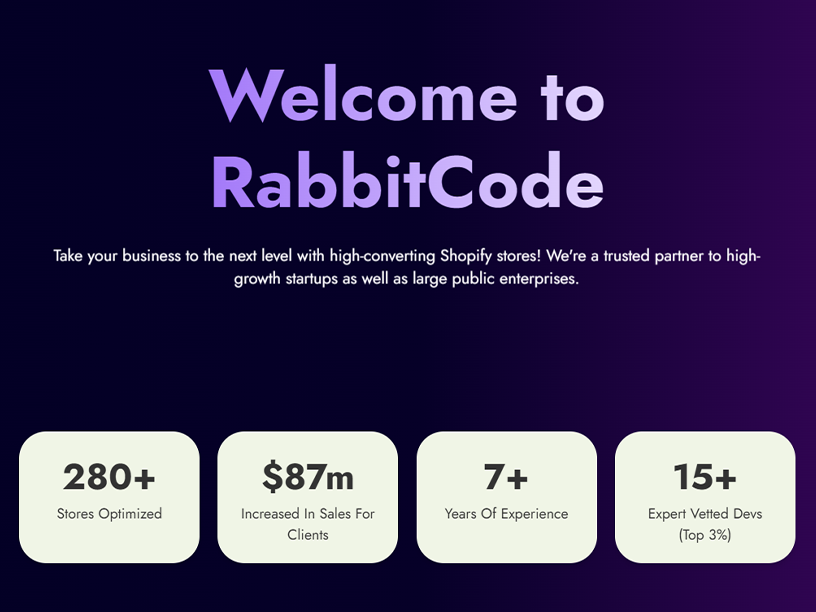 Welcome to
RabbitCode
Take your business to the next level with high-converting Shopify stores! We're a trusted partner to high-
growth startups as well as large public enterprises.
280+
Stores Optimized
$87m
Increased In Sales For
Clients
7+
Years Of Experience
15+
Expert Vetted Devs
(Top 3%)